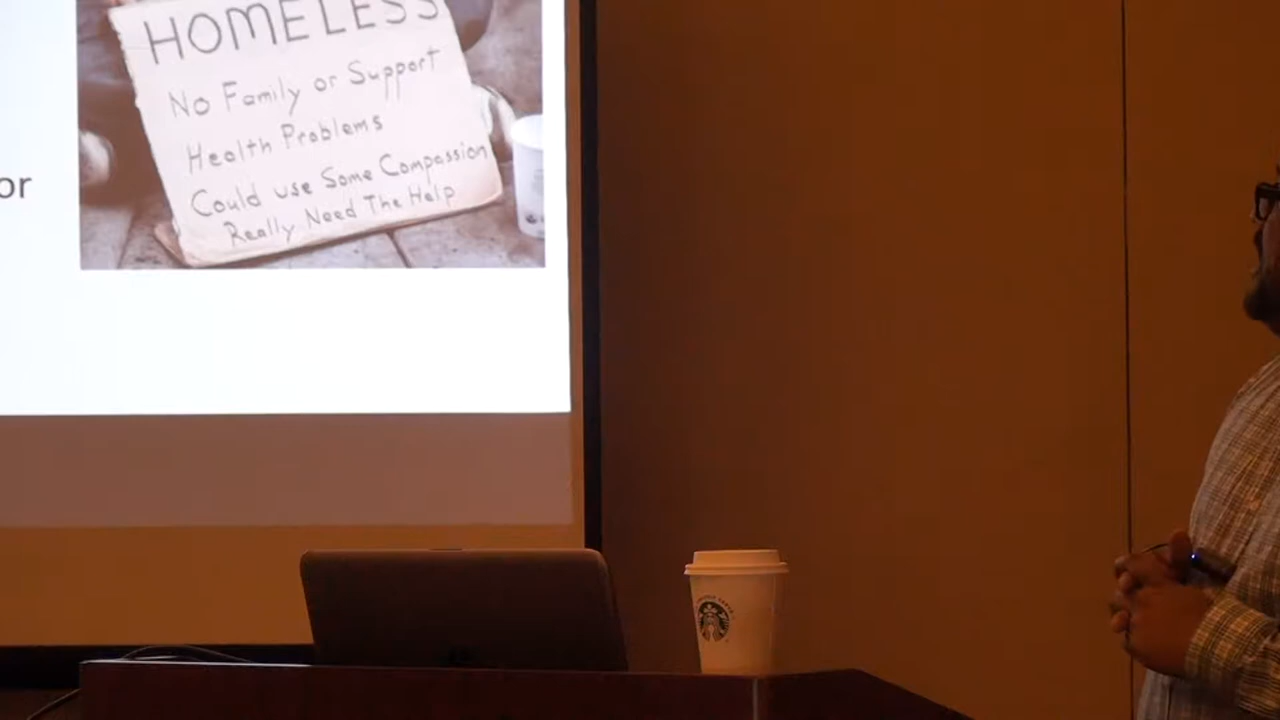 HOMELESS
No Family or Support
Health Problems
Could use Some Compassion
Really Need The Help
or